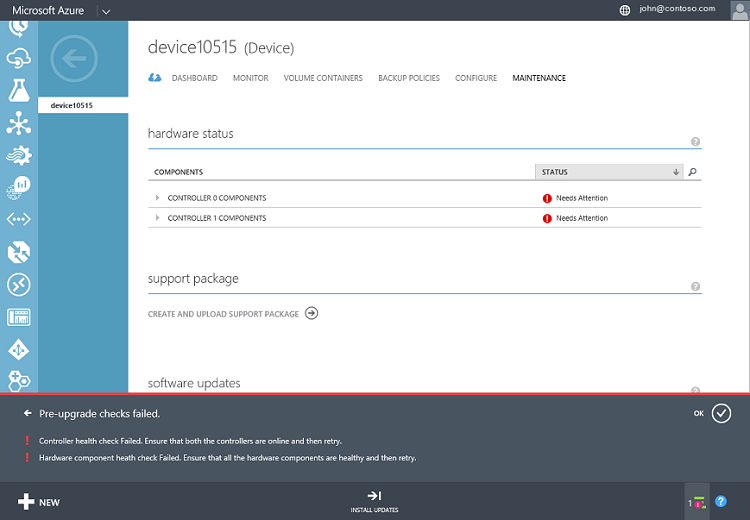 Microsoft Azure
john@contoso.com
device10515 (Device)
DASHBOARD MONITOR VOLUME CONTAINERS BACKUP POLICIES CONFIGURE MAINTENANCE
device10515
hardware status
?
COMPONENTS STATUS
CONTROLLER 0 COMPONENTS ! Needs Attention
CONTROLLER 1 COMPONENTS ! Needs Attention
support package
?
CREATE AND UPLOAD SUPPORT PACKAGE
software updates
?
Pre-upgrade checks failed.
OK
! Controller health check Failed. Ensure that both the controllers are online and then retry.
! Hardware component heath check Failed. Ensure that all the hardware components are healthy and then retry.
NEW
INSTALL UPDATES
1 !
?